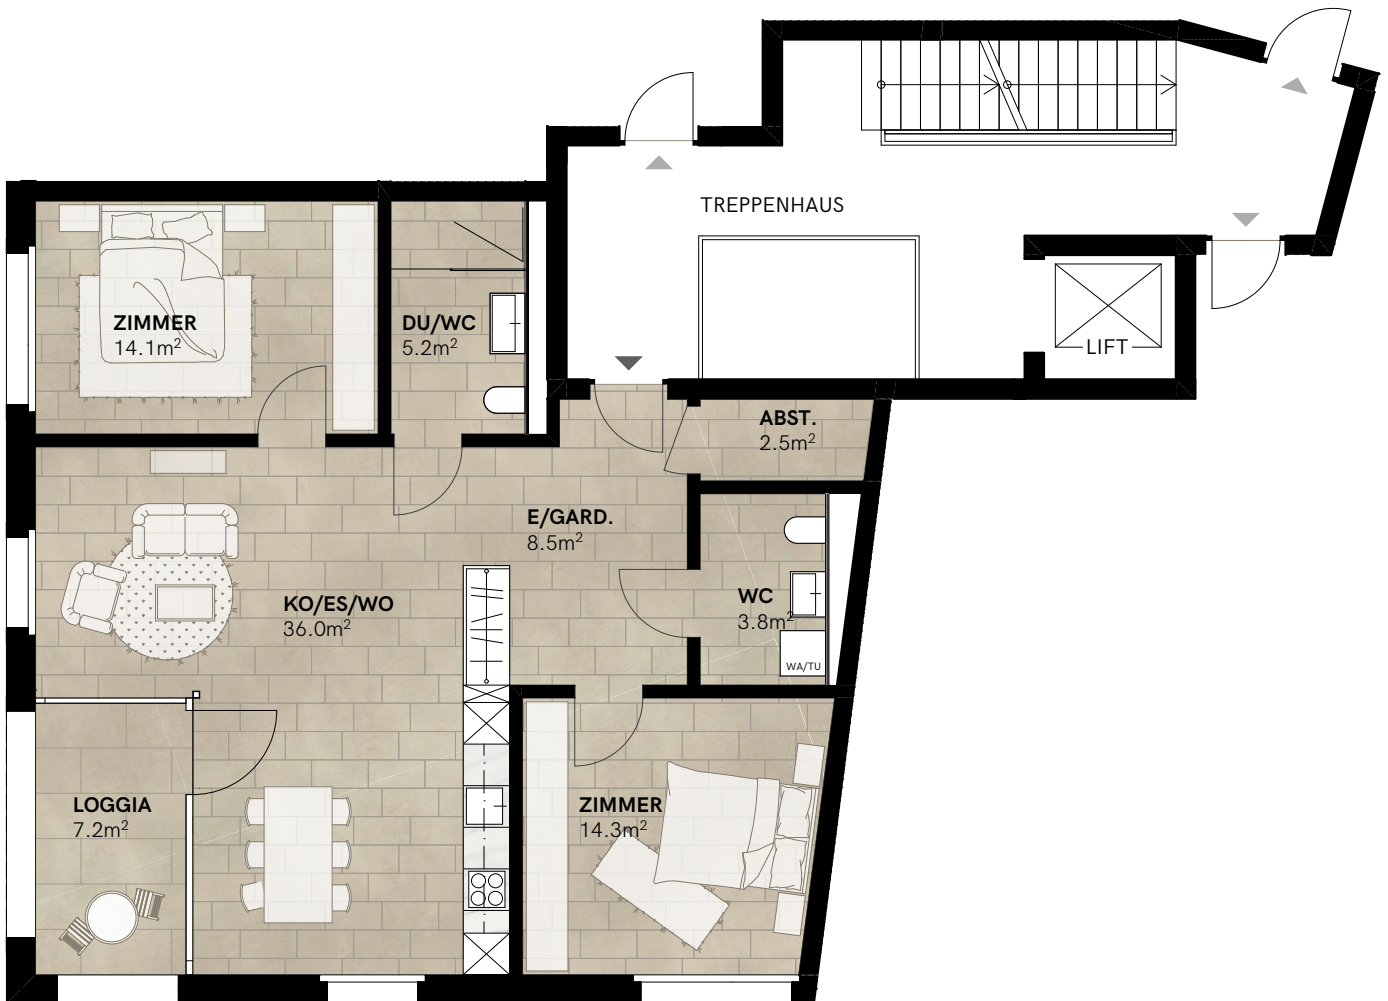 TREPPENHAUS
ZIMMER
14.1m²
DU/WC
5.2m²
LIFT
ABST.
2.5m²
E/GARD.
8.5m²
KO/ES/WO
36.0m²
WC
3.8m²
WA/TU
LOGGIA
7.2m²
ZIMMER
14.3m²